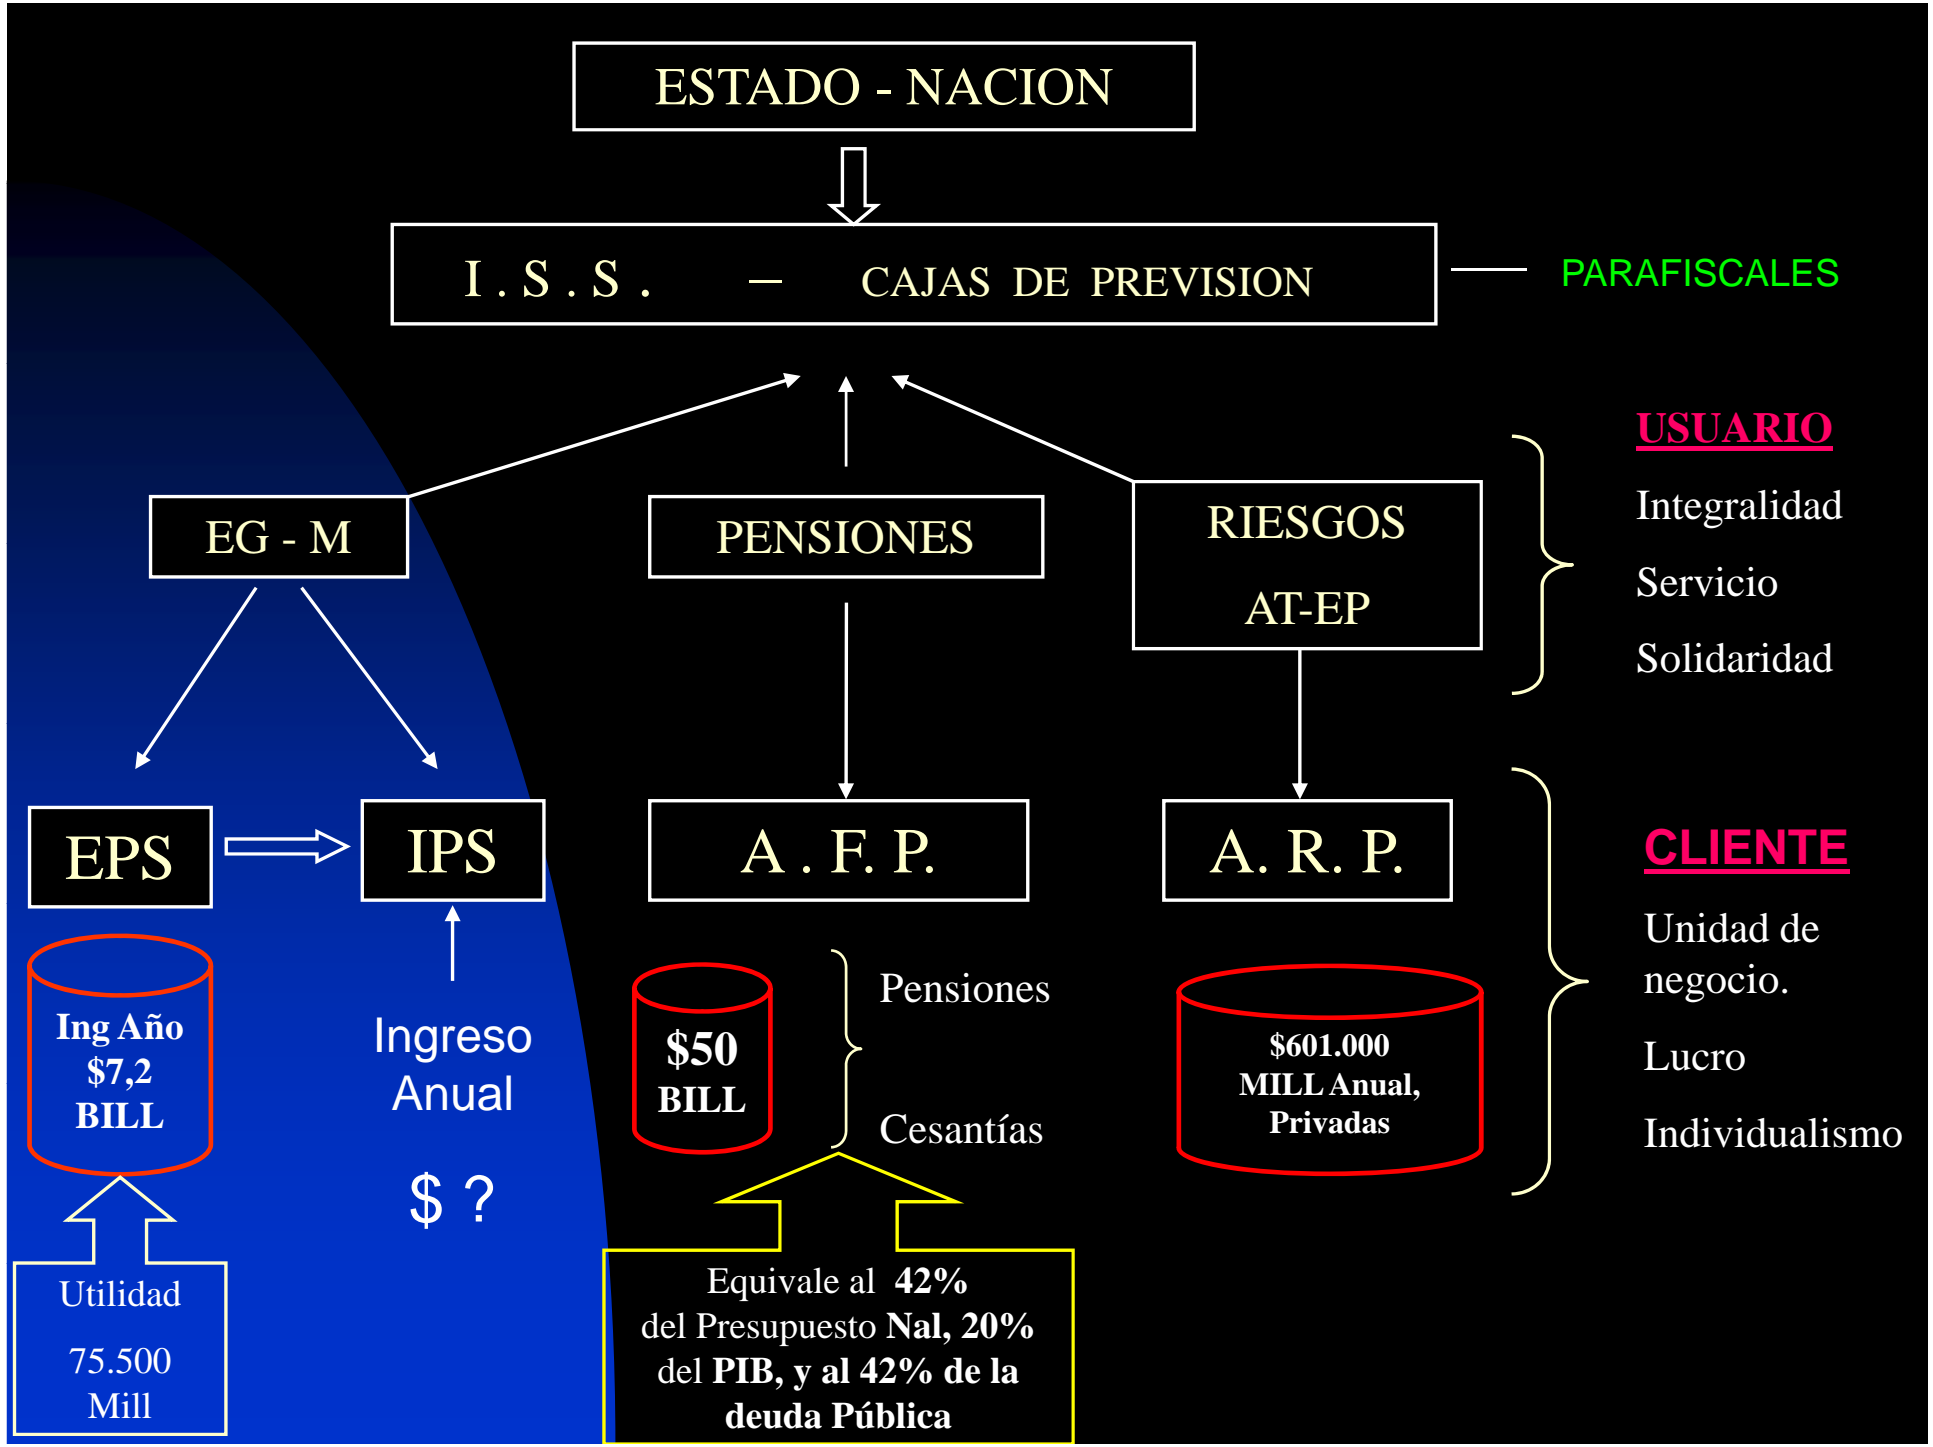 ESTADO - NACION
I . S . S . – CAJAS DE PREVISION
PARAFISCALES
EG - M
PENSIONES
RIESGOS
AT-EP
USUARIO
Integralidad
Servicio
Solidaridad
EPS
IPS
A . F. P.
A. R. P.
CLIENTE
Unidad de
negocio.
Lucro
Individualismo
Ing Año
$7,2
BILL
Ingreso
Anual
$ ?
$50
BILL
Pensiones
Cesantías
$601.000
MILL Anual,
Privadas
Utilidad
75.500
Mill
Equivale al 42%
del Presupuesto Nal, 20%
del PIB, y al 42% de la
deuda Pública